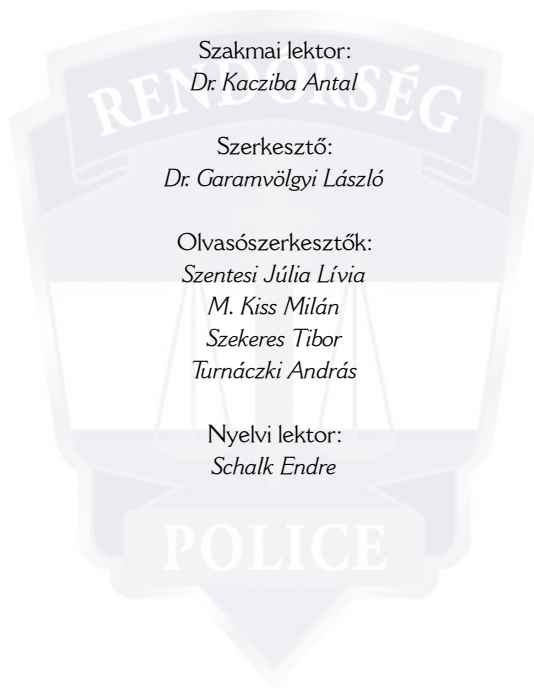 Szakmai lektor:
Dr. Kacziba Antal
RENDŐRSÉG
Szerkesztő:
Dr. Garamvölgyi László
Olvasószerkesztők:
Szentesi Júlia Lívia
M. Kiss Milán
Szekeres Tibor
Turnáczki András
Nyelvi lektor:
Schalk Endre
POLICE